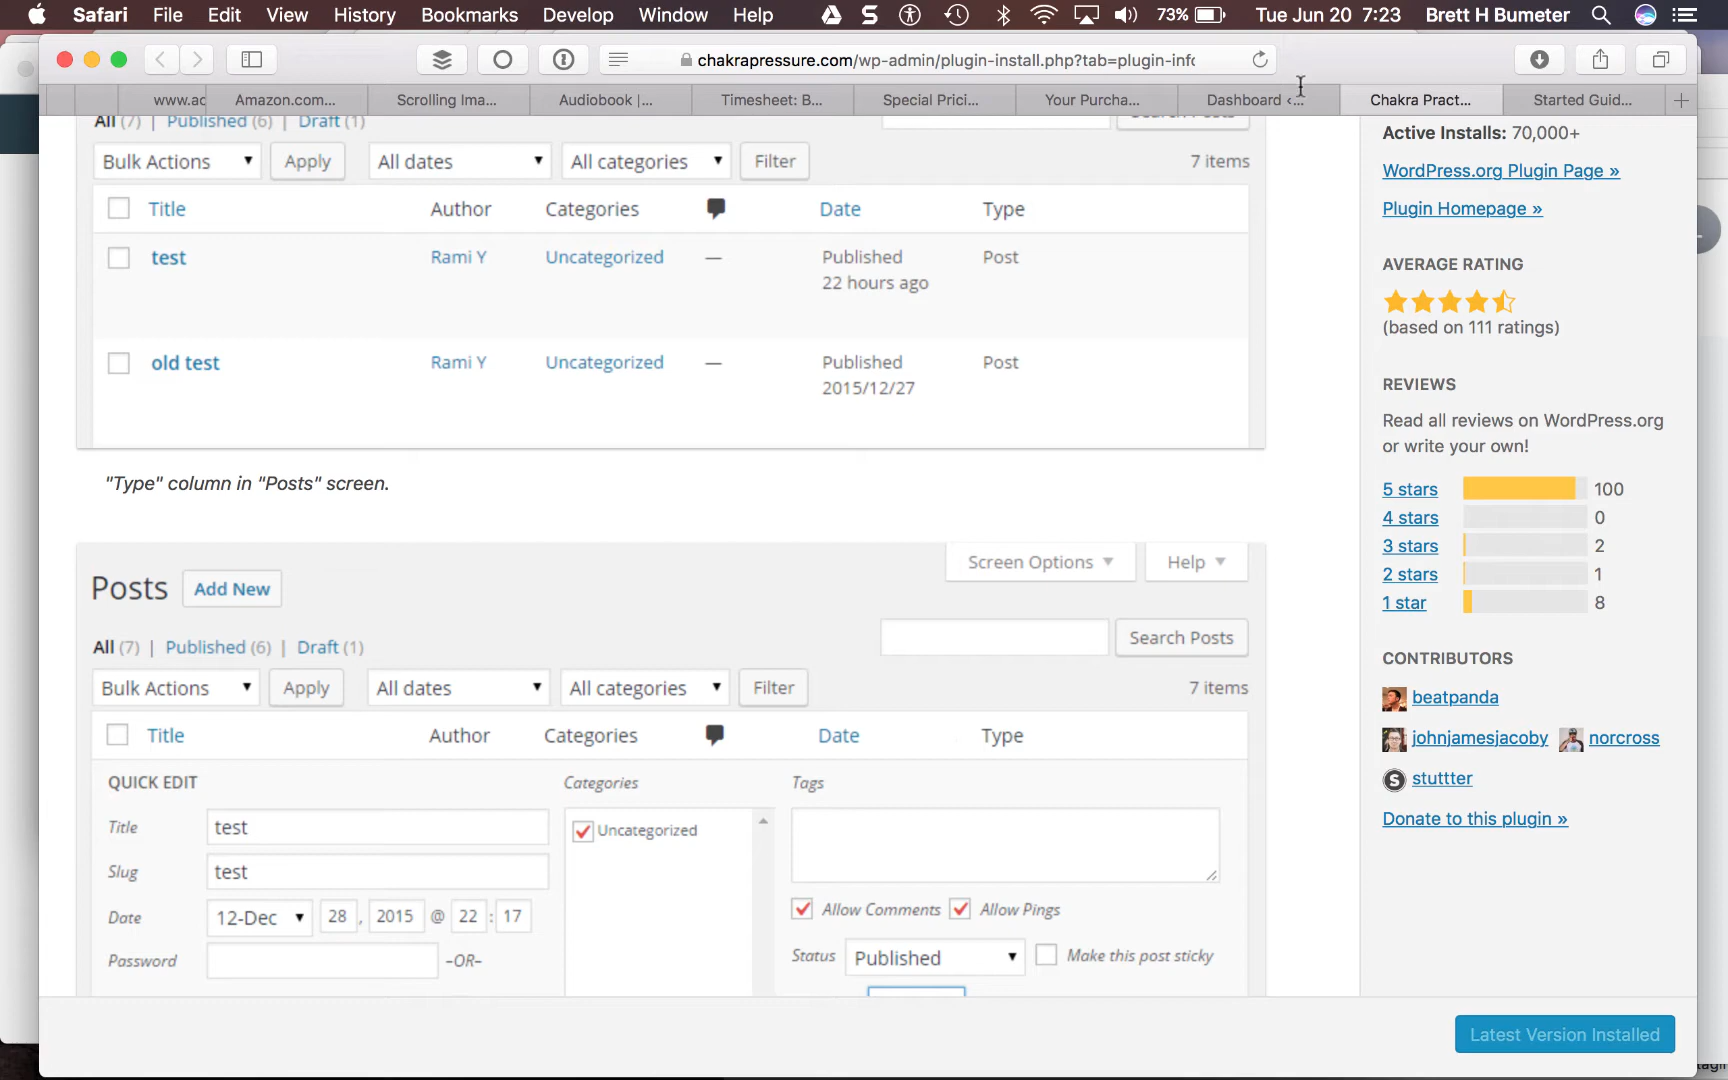 Safari File Edit View History Bookmarks Develop Window Help 73% Tue Jun 20 7:23 Brett H Bumeter
chakrapressure.com/wp-admin/plugin-install.php?tab=plugin-info
www.ac Amazon.com... Scrolling Ima... Audiobook |... Timesheet: B... Special Prici... Your Purcha... Dashboard ‹... Chakra Pract... Started Guid...
All (7) | Published (6) | Draft (1)
Bulk Actions Apply All dates All categories Filter 7 items
Title Author Categories Date Type
test Rami Y Uncategorized — Published Post
22 hours ago
old test Rami Y Uncategorized — Published Post
2015/12/27
"Type" column in "Posts" screen.
Posts Add New Screen Options Help
All (7) | Published (6) | Draft (1) Search Posts
Bulk Actions Apply All dates All categories Filter 7 items
Title Author Categories Date Type
QUICK EDIT Categories Tags
Title test Uncategorized
Slug test
Date 12-Dec 28 , 2015 @ 22 : 17 Allow Comments Allow Pings
Password –OR– Status Published Make this post sticky
Active Installs: 70,000+
WordPress.org Plugin Page »
Plugin Homepage »
AVERAGE RATING
(based on 111 ratings)
REVIEWS
Read all reviews on WordPress.org
or write your own!
5 stars 100
4 stars 0
3 stars 2
2 stars 1
1 star 8
CONTRIBUTORS
beatpanda
johnjamesjacoby norcross
S stuttter
Donate to this plugin »
Latest Version Installed